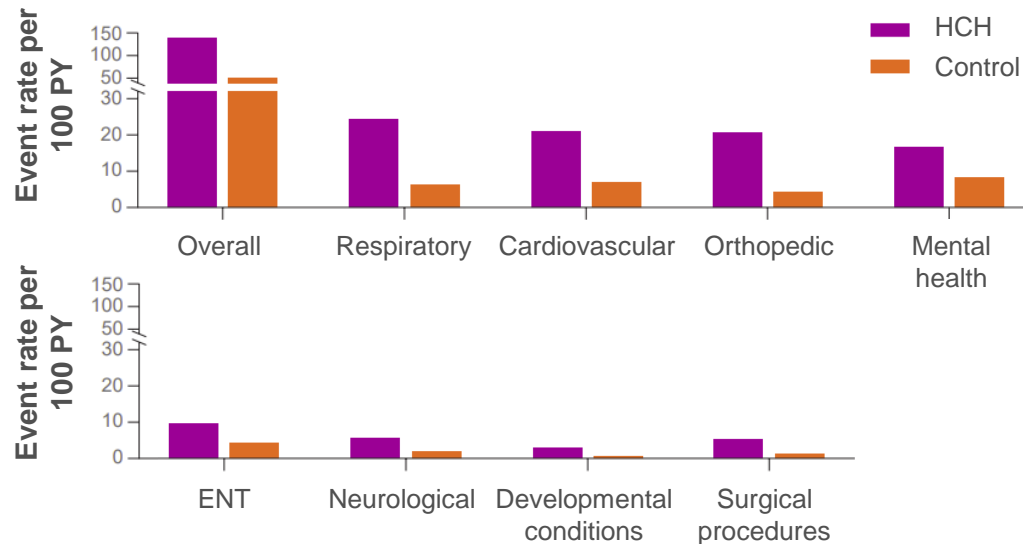 Event rate per
100 PY
150
100
50
30
20
10
0
HCH
Control
Overall
Respiratory
Cardiovascular
Orthopedic
Mental
health
Event rate per
100 PY
150
100
50
30
20
10
0
ENT
Neurological
Developmental
conditions
Surgical
procedures